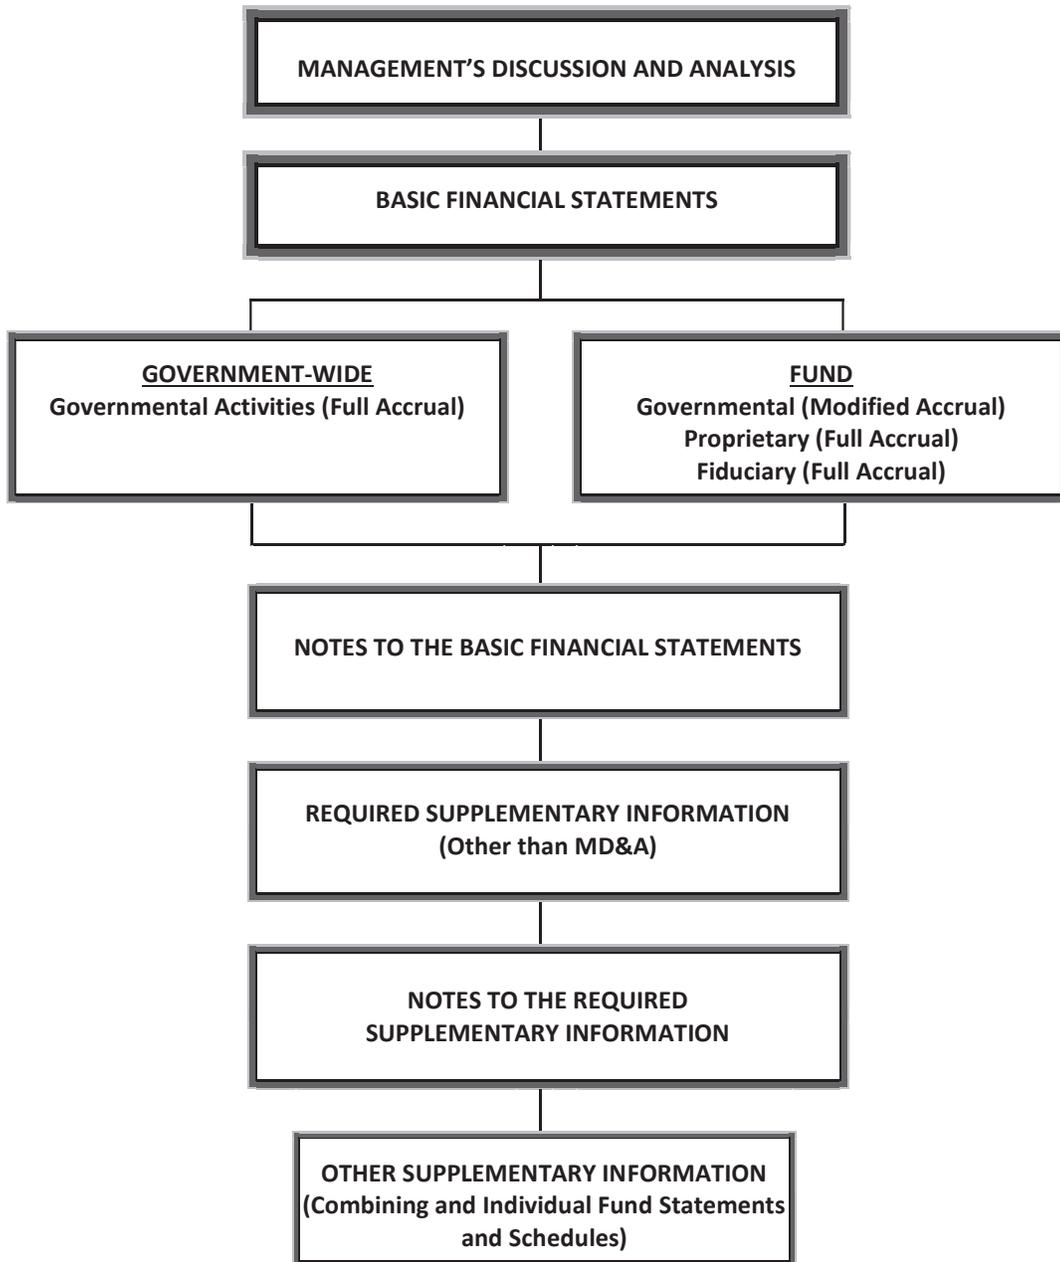 MANAGEMENT’S DISCUSSION AND ANALYSIS
BASIC FINANCIAL STATEMENTS
GOVERNMENT-WIDE
Governmental Activities (Full Accrual)
FUND
Governmental (Modified Accrual)
Proprietary (Full Accrual)
Fiduciary (Full Accrual)
NOTES TO THE BASIC FINANCIAL STATEMENTS
REQUIRED SUPPLEMENTARY INFORMATION
(Other than MD&A)
NOTES TO THE REQUIRED
SUPPLEMENTARY INFORMATION
OTHER SUPPLEMENTARY INFORMATION
(Combining and Individual Fund Statements
and Schedules)